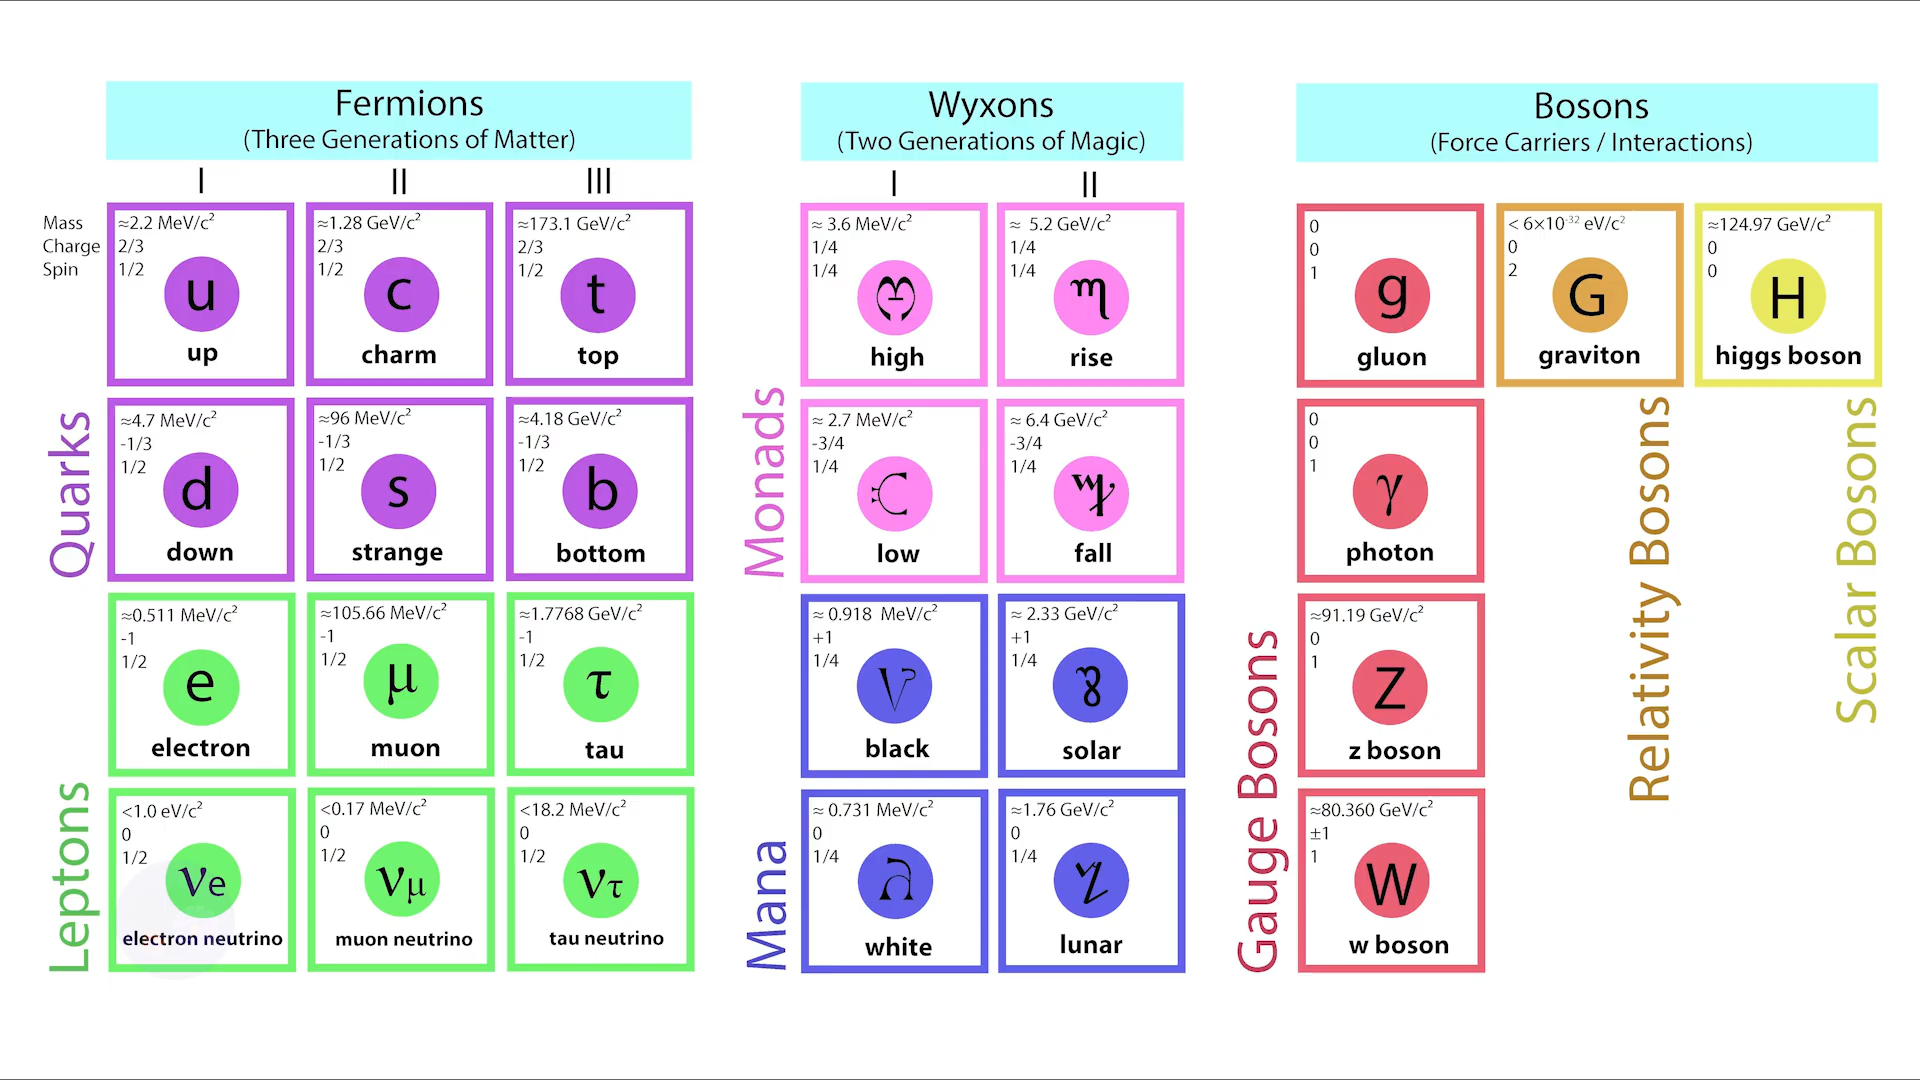 Fermions
(Three Generations of Matter)
I II III
Mass
Charge
Spin
≈2.2 MeV/c²
2/3
1/2
u
up
≈1.28 GeV/c²
2/3
1/2
c
charm
≈173.1 GeV/c²
2/3
1/2
t
top
≈4.7 MeV/c²
-1/3
1/2
d
down
≈96 MeV/c²
-1/3
1/2
s
strange
≈4.18 GeV/c²
-1/3
1/2
b
bottom
Quarks
≈0.511 MeV/c²
-1
1/2
e
electron
≈105.66 MeV/c²
-1
1/2
μ
muon
≈1.7768 GeV/c²
-1
1/2
τ
tau
<1.0 eV/c²
0
1/2
νe
electron neutrino
<0.17 MeV/c²
0
1/2
νμ
muon neutrino
<18.2 MeV/c²
0
1/2
ντ
tau neutrino
Leptons
Wyxons
(Two Generations of Magic)
I II
≈ 3.6 MeV/c²
1/4
1/4
high
≈ 5.2 GeV/c²
1/4
1/4
rise
≈ 2.7 MeV/c²
-3/4
1/4
low
≈ 6.4 GeV/c²
-3/4
1/4
fall
Monads
≈ 0.918 MeV/c²
+1
1/4
black
≈ 2.33 GeV/c²
+1
1/4
solar
≈ 0.731 MeV/c²
0
1/4
white
≈1.76 GeV/c²
0
1/4
lunar
Mana
Bosons
(Force Carriers / Interactions)
0
0
1
g
gluon
< 6×10⁻³² eV/c²
0
2
G
graviton
≈124.97 GeV/c²
0
0
H
higgs boson
0
0
1
γ
photon
≈91.19 GeV/c²
0
1
Z
z boson
≈80.360 GeV/c²
±1
1
W
w boson
Gauge Bosons
Relativity Bosons
Scalar Bosons